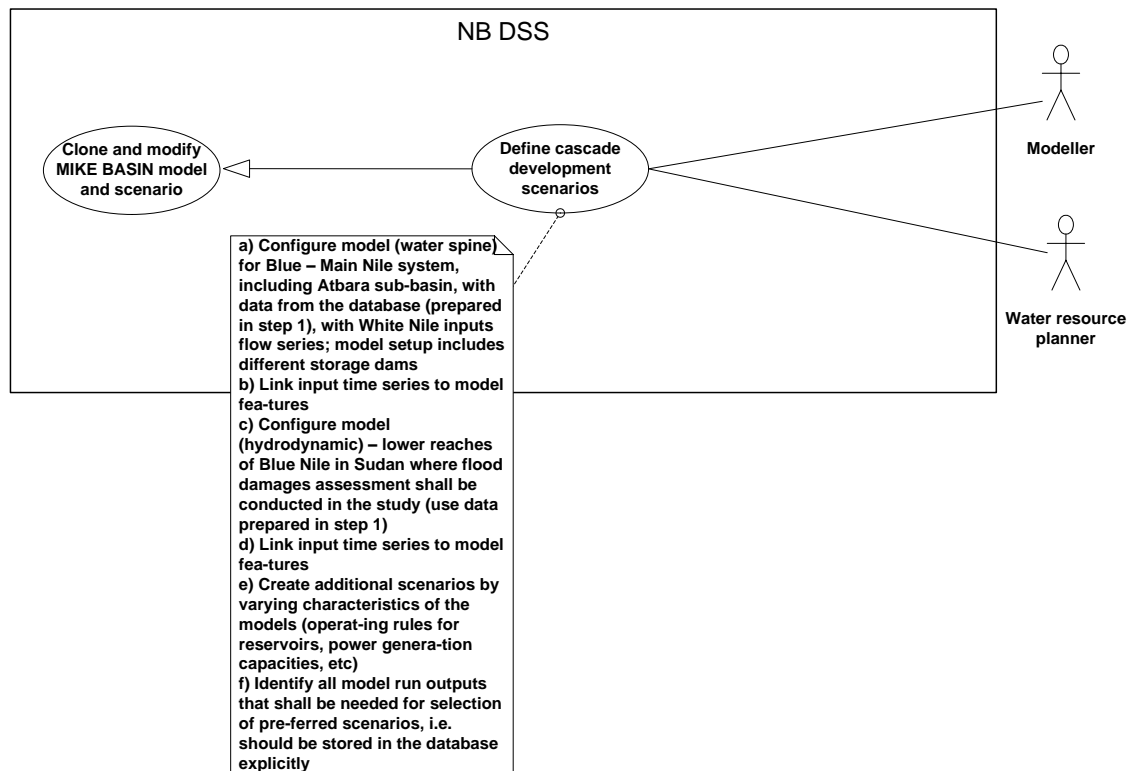 NB DSS
Clone and modify
MIKE BASIN model
and scenario
Define cascade
development
scenarios
Modeller
Water resource
planner
a) Configure model (water spine)
for Blue – Main Nile system,
including Atbara sub-basin, with
data from the database (prepared
in step 1), with White Nile inputs
flow series; model setup includes
different storage dams
b) Link input time series to model
fea-tures
c) Configure model
(hydrodynamic) – lower reaches
of Blue Nile in Sudan where flood
damages assessment shall be
conducted in the study (use data
prepared in step 1)
d) Link input time series to model
fea-tures
e) Create additional scenarios by
varying characteristics of the
models (operat-ing rules for
reservoirs, power genera-tion
capacities, etc)
f) Identify all model run outputs
that shall be needed for selection
of pre-ferred scenarios, i.e.
should be stored in the database
explicitly